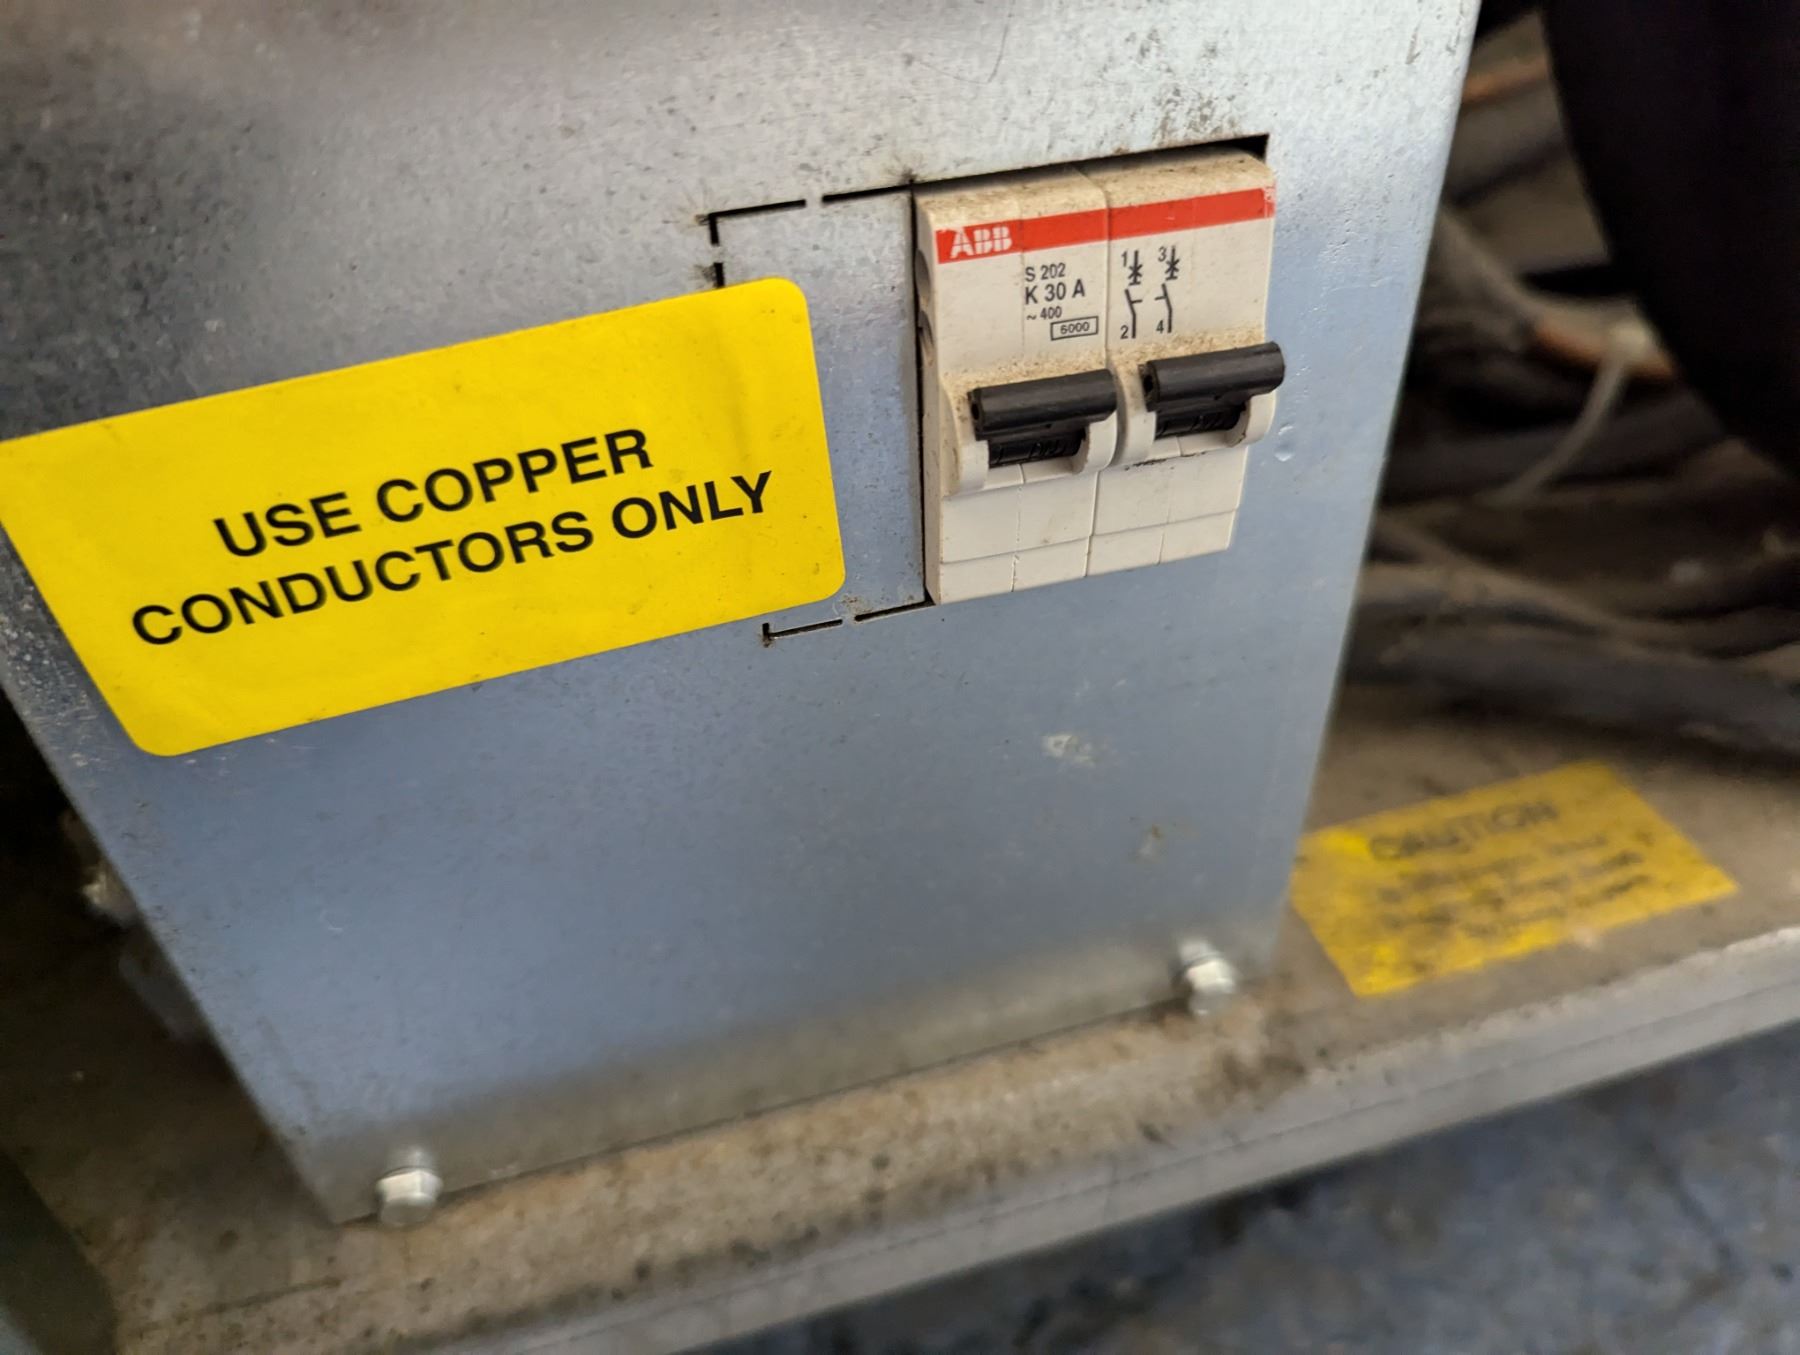 ABB
S 202
K 30 A
~ 400
6000
1 3
2 4
USE COPPER
CONDUCTORS ONLY
CAUTION